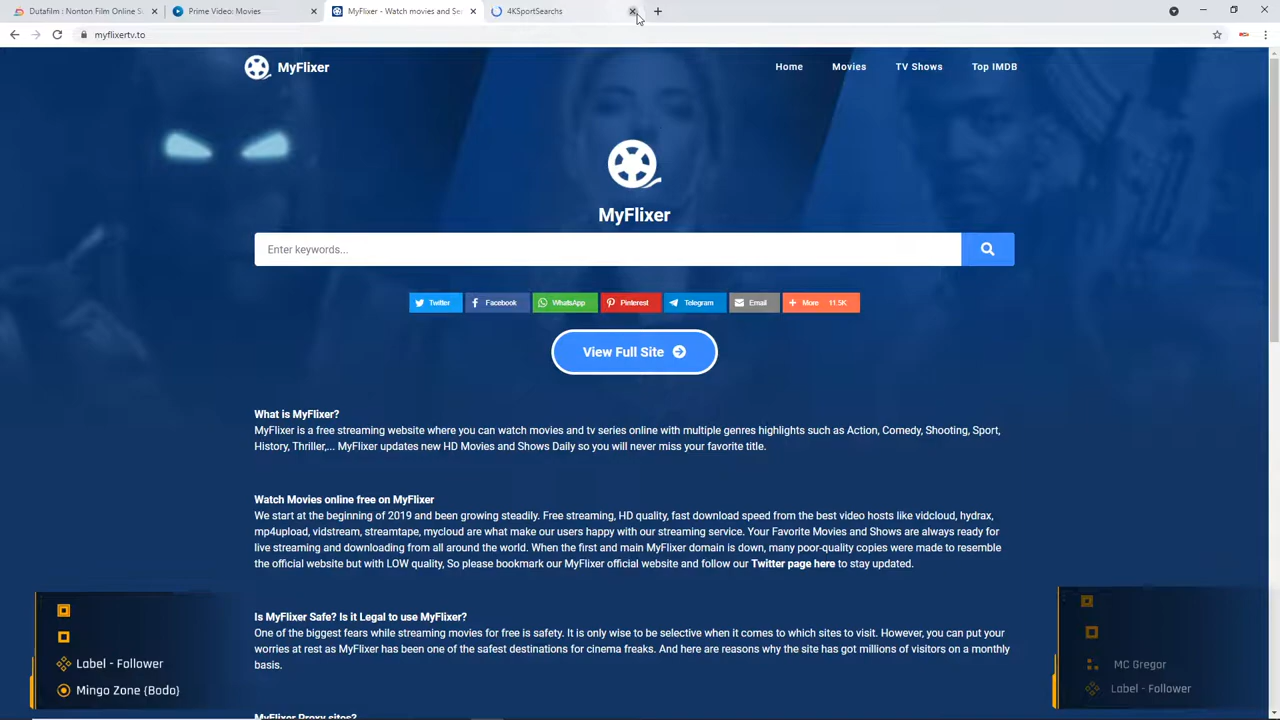 Dutafilm: Nonton Film Online S
Prime Video: Movies
MyFlixer - Watch movies and Se
4KSportSearchs
myflixertv.to
MyFlixer
Home
Movies
TV Shows
Top IMDB
MyFlixer
Enter keywords...
Twitter
Facebook
WhatsApp
Pinterest
Telegram
Email
More 11.5K
View Full Site
What is MyFlixer?
MyFlixer is a free streaming website where you can watch movies and tv series online with multiple genres highlights such as Action, Comedy, Shooting, Sport,
History, Thriller,... MyFlixer updates new HD Movies and Shows Daily so you will never miss your favorite title.
Watch Movies online free on MyFlixer
We start at the beginning of 2019 and been growing steadily. Free streaming, HD quality, fast download speed from the best video hosts like vidcloud, hydrax,
mp4upload, vidstream, streamtape, mycloud are what make our users happy with our streaming service. Your Favorite Movies and Shows are always ready for
live streaming and downloading from all around the world. When the first and main MyFlixer domain is down, many poor-quality copies were made to resemble
the official website but with LOW quality, So please bookmark our MyFlixer official website and follow our Twitter page here to stay updated.
Is MyFlixer Safe? Is it Legal to use MyFlixer?
One of the biggest fears while streaming movies for free is safety. It is only wise to be selective when it comes to which sites to visit. However, you can put your
worries at rest as MyFlixer has been one of the safest destinations for cinema freaks. And here are reasons why the site has got millions of visitors on a monthly
basis.
MyFlixer Proxy sites?
Label - Follower
Mingo Zone (Bodo)
MC Gregor
Label - Follower